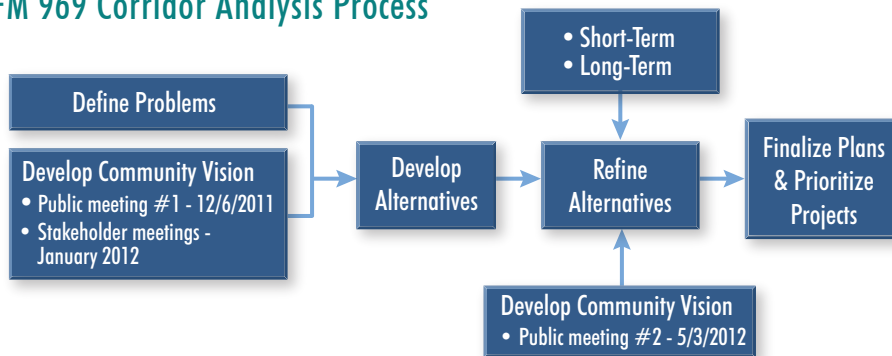 FM 969 Corridor Analysis Process
• Short-Term
• Long-Term
Define Problems
Develop Community Vision
• Public meeting #1 - 12/6/2011
• Stakeholder meetings -
January 2012
Develop
Alternatives
Refine
Alternatives
Finalize Plans
& Prioritize
Projects
Develop Community Vision
• Public meeting #2 - 5/3/2012